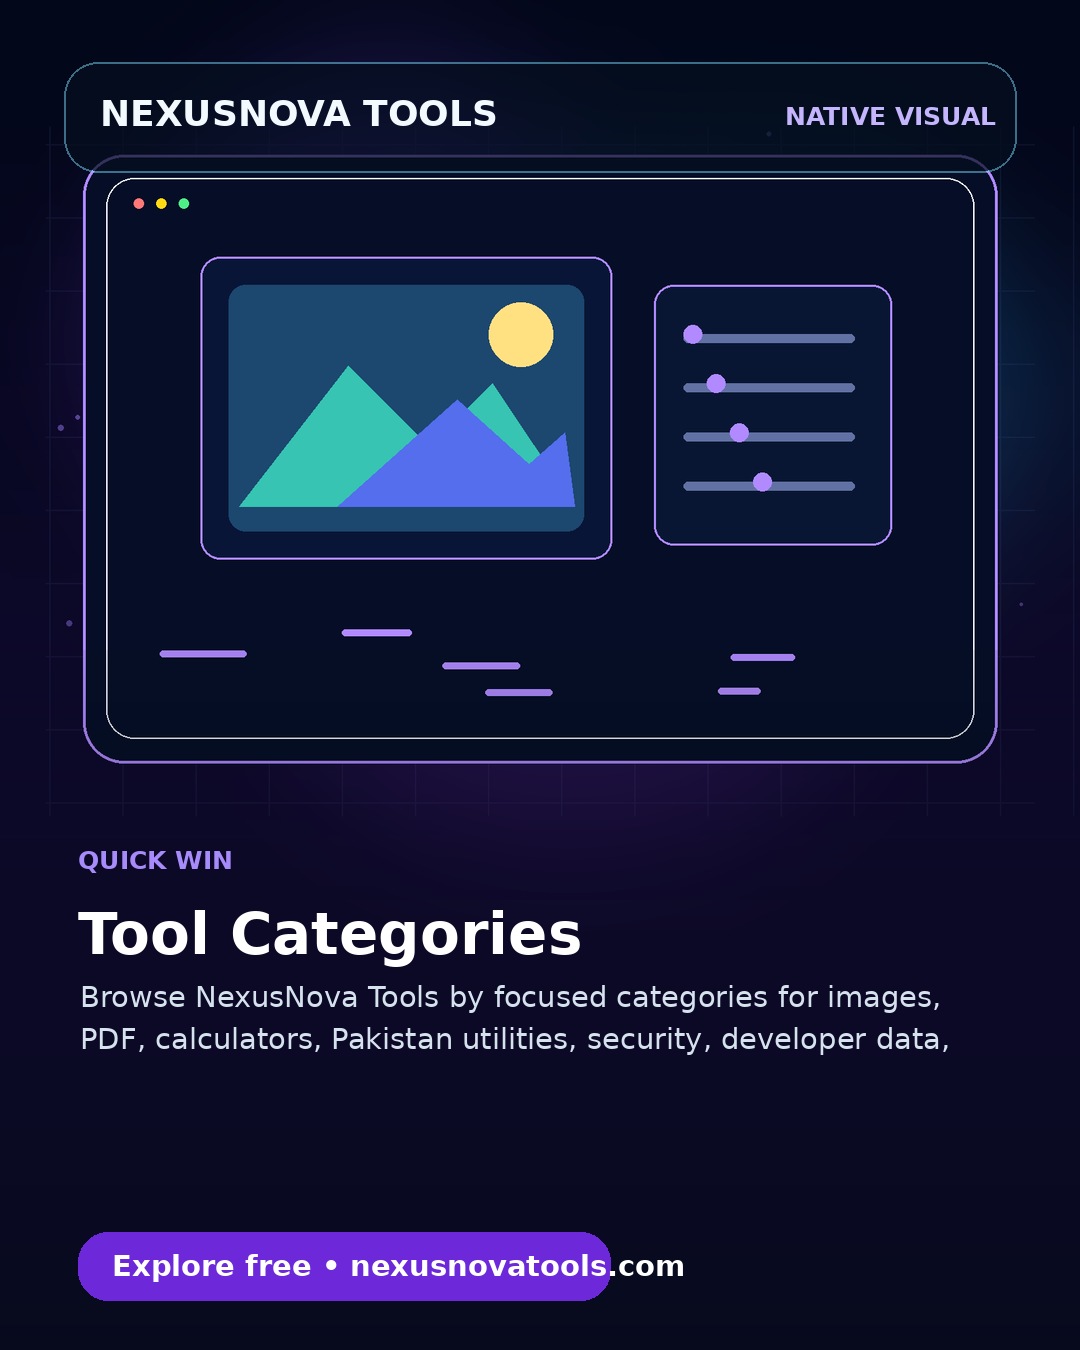 NEXUSNOVA TOOLS
NATIVE VISUAL
QUICK WIN
Tool Categories
Browse NexusNova Tools by focused categories for images,
PDF, calculators, Pakistan utilities, security, developer data,
Explore free • nexusnovatools.com